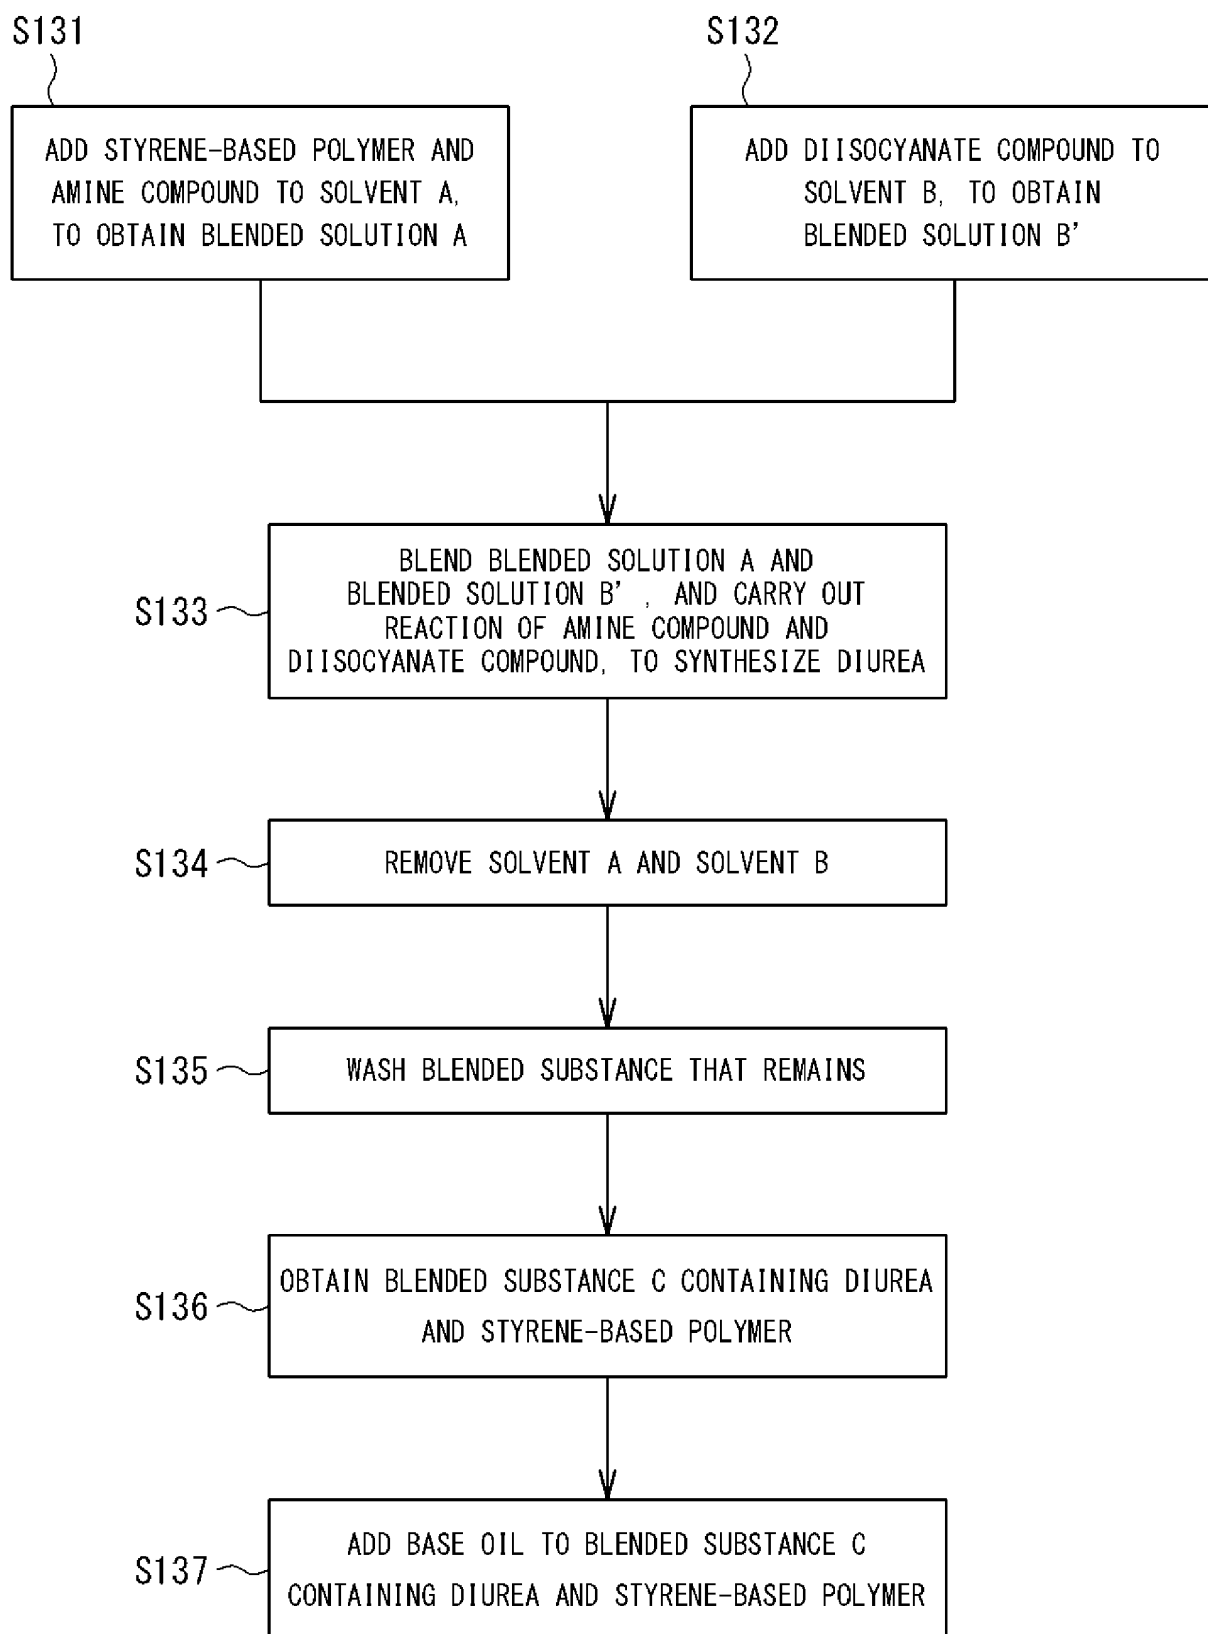 S131
S132
ADD STYRENE-BASED POLYMER AND
AMINE COMPOUND TO SOLVENT A,
TO OBTAIN BLENDED SOLUTION A
ADD DIISOCYANATE COMPOUND TO
SOLVENT B, TO OBTAIN
BLENDED SOLUTION B'
S133
BLEND BLENDED SOLUTION A AND
BLENDED SOLUTION B', AND CARRY OUT
REACTION OF AMINE COMPOUND AND
DIISOCYANATE COMPOUND, TO SYNTHESIZE DIUREA
S134
REMOVE SOLVENT A AND SOLVENT B
S135
WASH BLENDED SUBSTANCE THAT REMAINS
S136
OBTAIN BLENDED SUBSTANCE C CONTAINING DIUREA
AND STYRENE-BASED POLYMER
S137
ADD BASE OIL TO BLENDED SUBSTANCE C
CONTAINING DIUREA AND STYRENE-BASED POLYMER